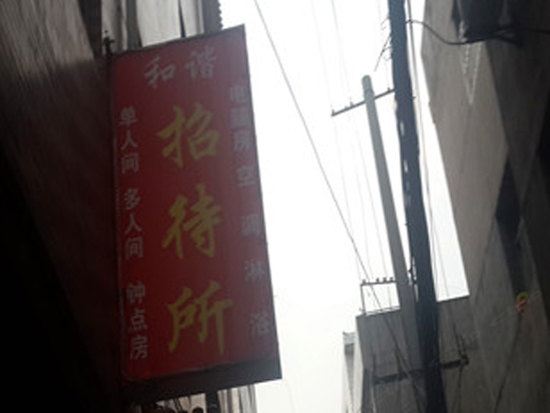 和谐
招待所
电脑房 空调 淋浴
单人间 多人间 钟点房